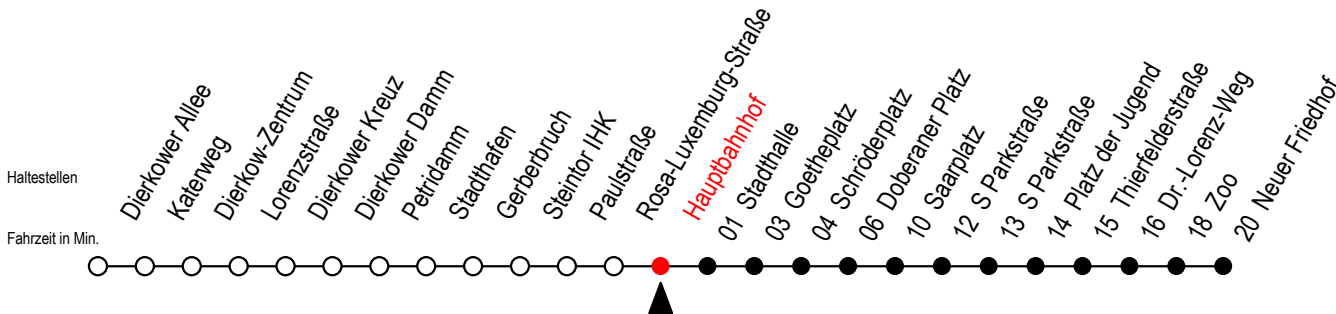 Haltestellen
Fahrzeit in Min.
Dierkower Allee
Katerweg
Dierkow-Zentrum
Lorenzstraße
Dierkower Kreuz
Dierkower Damm
Petridamm
Stadthafen
Gerberbruch
Steintor IHK
Paulstraße
Rosa-Luxemburg-Straße
Hauptbahnhof
01 Stadthalle
03 Goetheplatz
04 Schröderplatz
06 Doberaner Platz
10 Saarplatz
12 S Parkstraße
13 S Parkstraße
14 Platz der Jugend
15 Thierfelderstraße
16 Dr.-Lorenz-Weg
18 Zoo
20 Neuer Friedhof